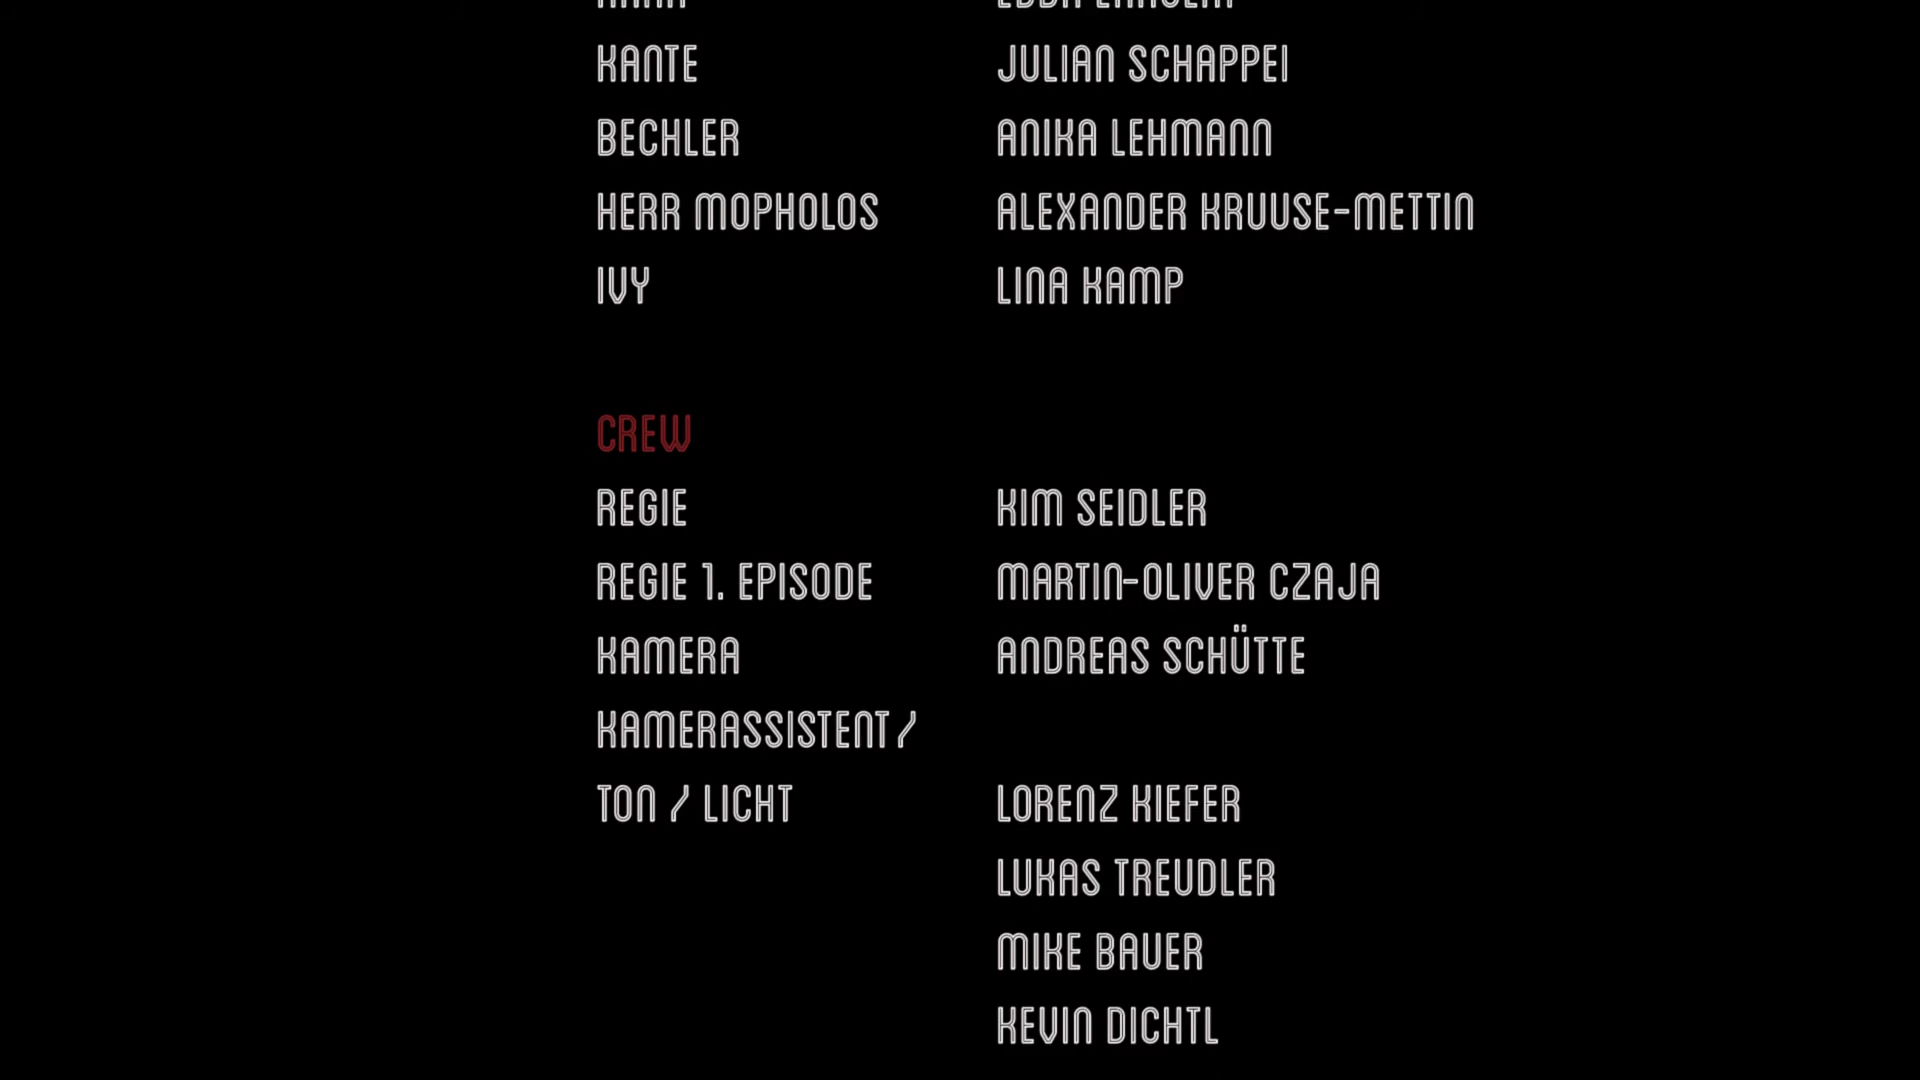 KANTE JULIAN SCHAPPEI
BECHLER ANIKA LEHMANN
HERR MOPHOLOS ALEXANDER KRUUSE-METTIN
IVY LINA KAMP
CREW
REGIE KIM SEIDLER
REGIE 1. EPISODE MARTIN-OLIVER CZAJA
KAMERA ANDREAS SCHÜTTE
KAMERASSISTENT /
TON / LICHT LORENZ KIEFER
LUKAS TREUDLER
MIKE BAUER
KEVIN DICHTL